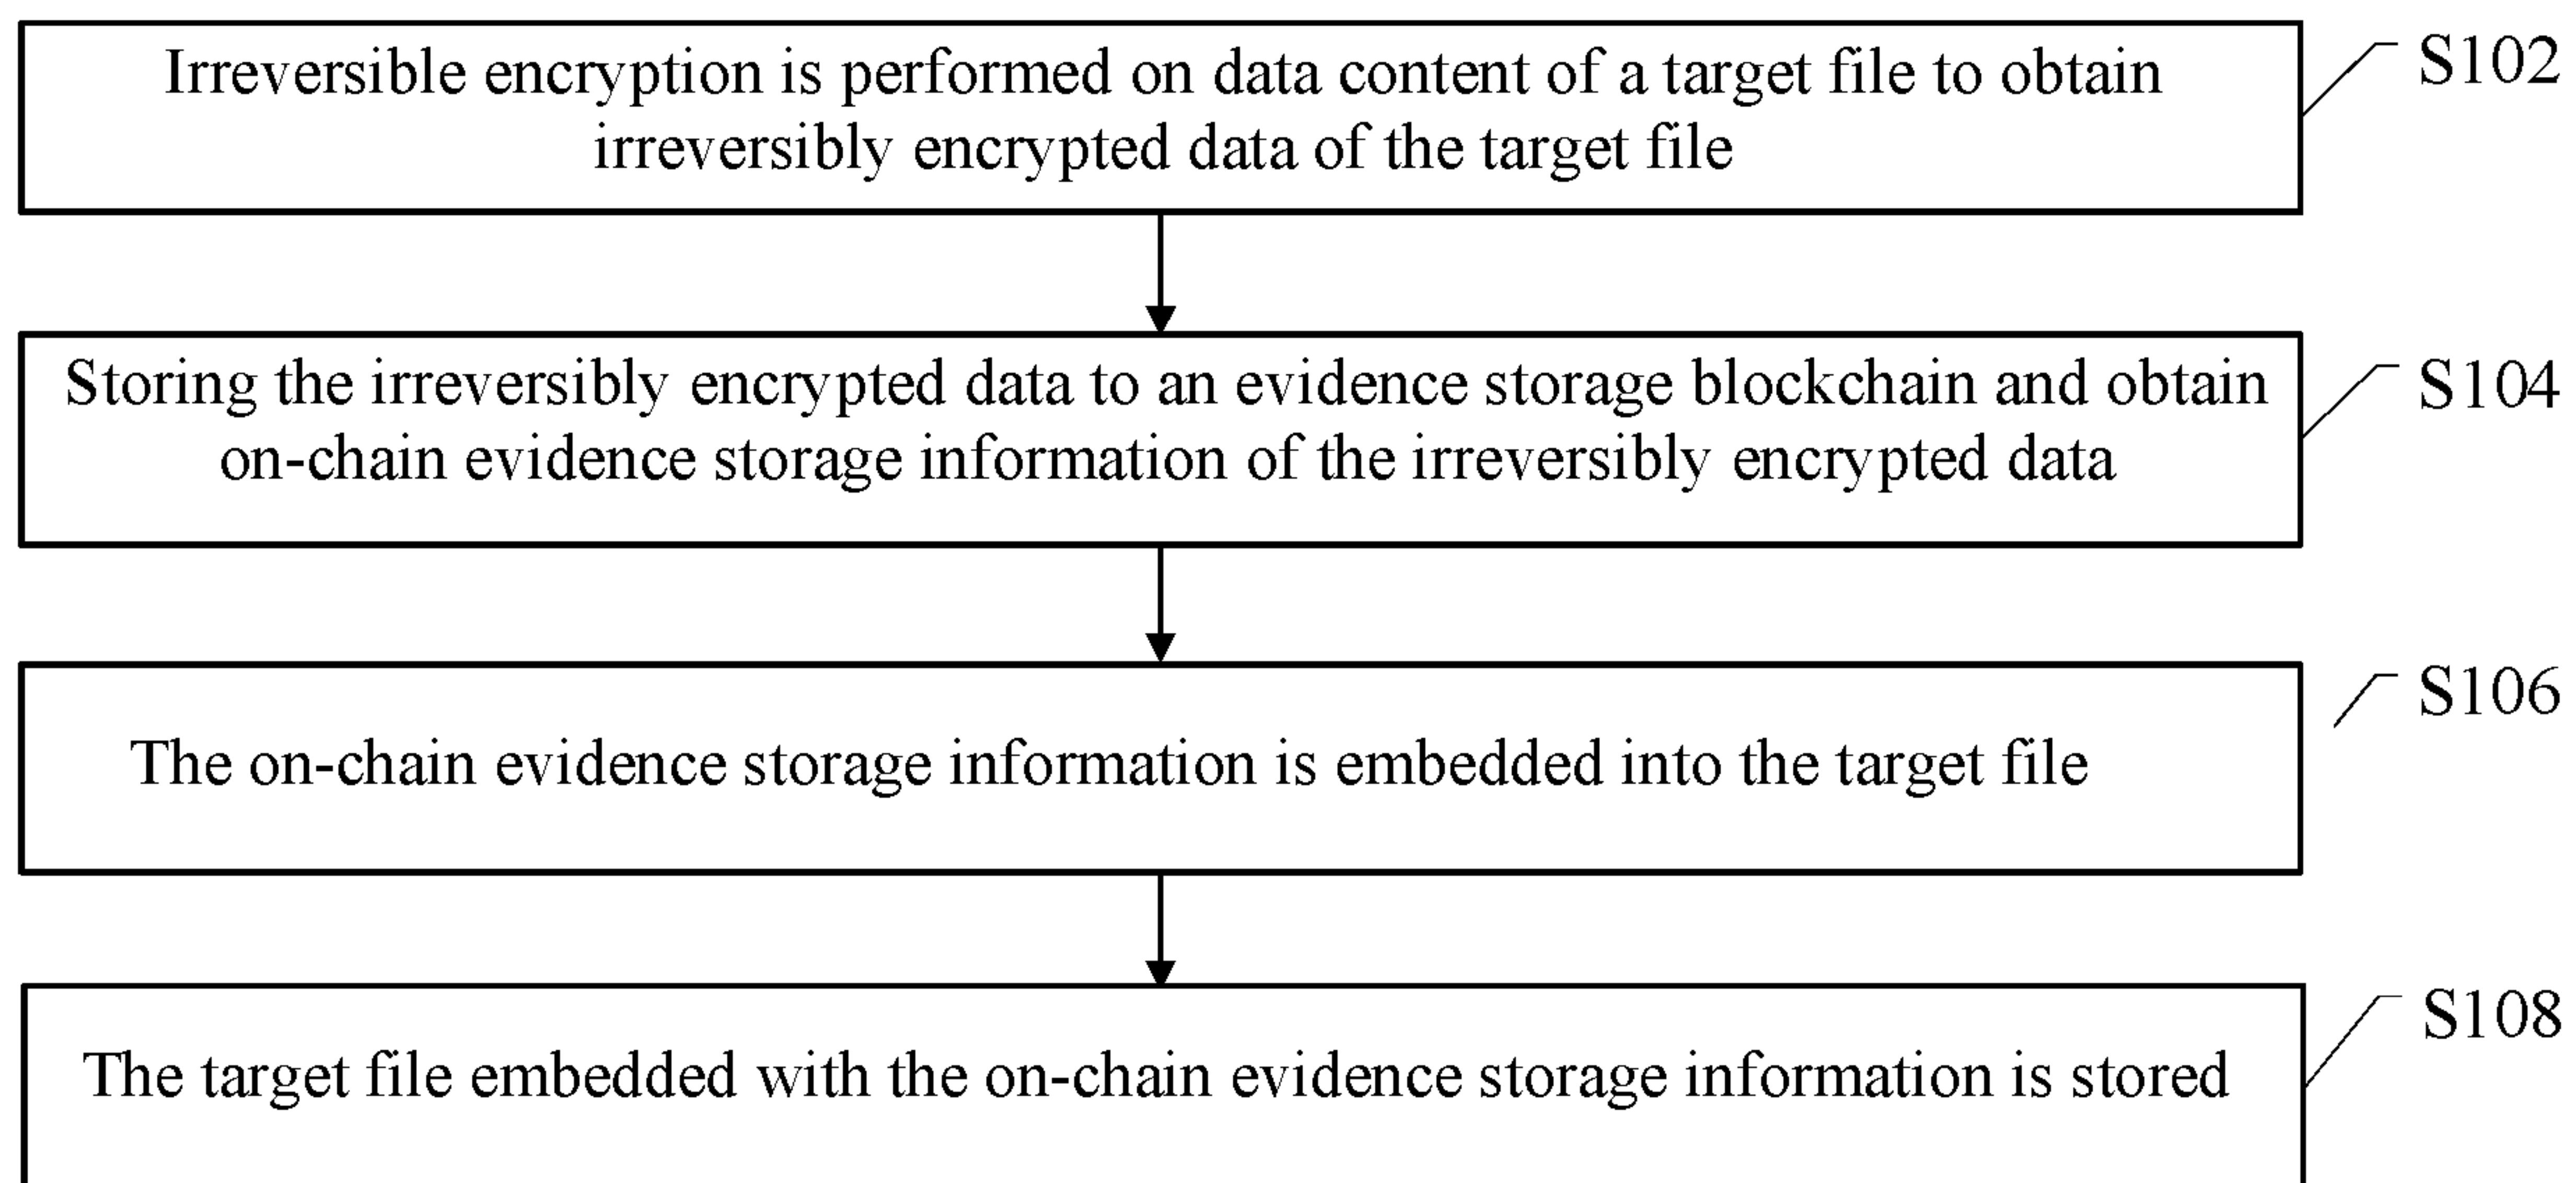 Irreversible encryption is performed on data content of a target file to obtain
irreversibly encrypted data of the target file
S102
Storing the irreversibly encrypted data to an evidence storage blockchain and obtain
on-chain evidence storage information of the irreversibly encrypted data
S104
The on-chain evidence storage information is embedded into the target file
S106
The target file embedded with the on-chain evidence storage information is stored
S108